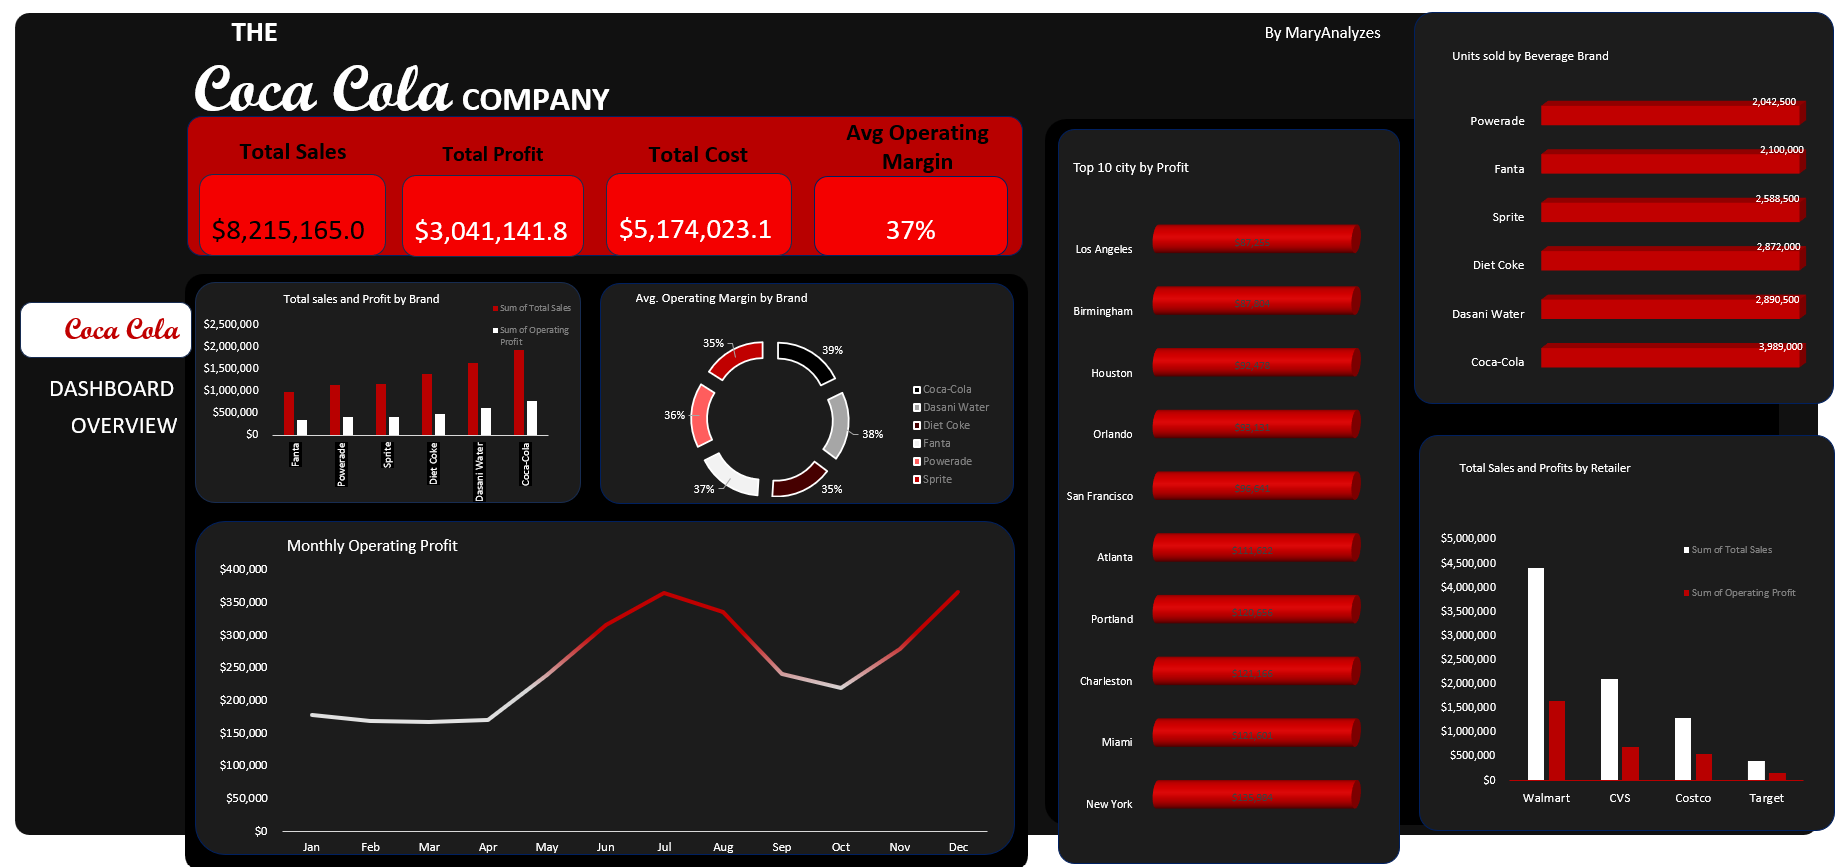 THE
Coca Cola COMPANY
By MaryAnalyzes
Total Sales
$8,215,165.0
Total Profit
$3,041,141.8
Total Cost
$5,174,023.1
Avg Operating
Margin
37%
Coca Cola
DASHBOARD
OVERVIEW
Total sales and Profit by Brand
Sum of Total Sales
Sum of Operating
Profit
$2,500,000
$2,000,000
$1,500,000
$1,000,000
$500,000
$0
Fanta
Powerade
Sprite
Diet Coke
Dasani Water
Coca-Cola
Avg. Operating Margin by Brand
39%
38%
35%
37%
36%
35%
Coca-Cola
Dasani Water
Diet Coke
Fanta
Powerade
Sprite
Monthly Operating Profit
$400,000
$350,000
$300,000
$250,000
$200,000
$150,000
$100,000
$50,000
$0
Jan Feb Mar Apr May Jun Jul Aug Sep Oct Nov Dec
Top 10 city by Profit
Los Angeles
Birmingham
Houston
Orlando
San Francisco
Atlanta
Portland
Charleston
Miami
New York
Units sold by Beverage Brand
Powerade 2,042,500
Fanta 2,100,000
Sprite 2,588,500
Diet Coke 2,872,000
Dasani Water 2,890,500
Coca-Cola 3,989,000
Total Sales and Profits by Retailer
Sum of Total Sales
Sum of Operating Profit
$5,000,000
$4,500,000
$4,000,000
$3,500,000
$3,000,000
$2,500,000
$2,000,000
$1,500,000
$1,000,000
$500,000
$0
Walmart CVS Costco Target